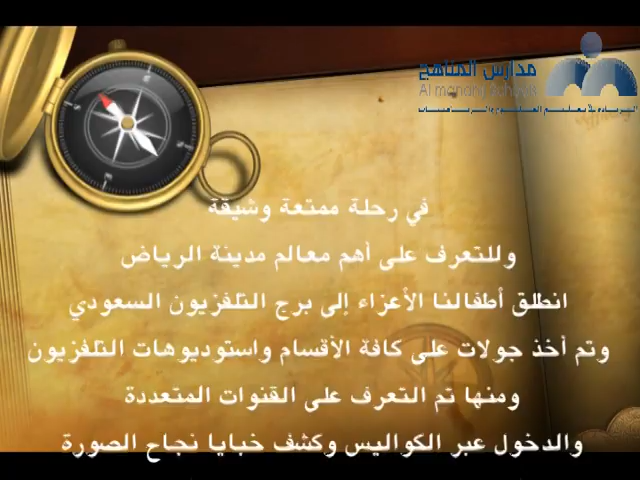 مدارس المناهج
Al manahj Schools
في رحلة ممتعة وشيقة
وللتعرف على أهم معالم مدينة الرياض
انطلق أطفالنا الأعزاء إلى برج التلفزيون السعودي
وتم أخذ جولات على كافة الأقسام واستوديوهات التلفزيون
ومنها تم التعرف على القنوات المتعددة
والدخول عبر الكواليس وكشف خبايا نجاح الصورة